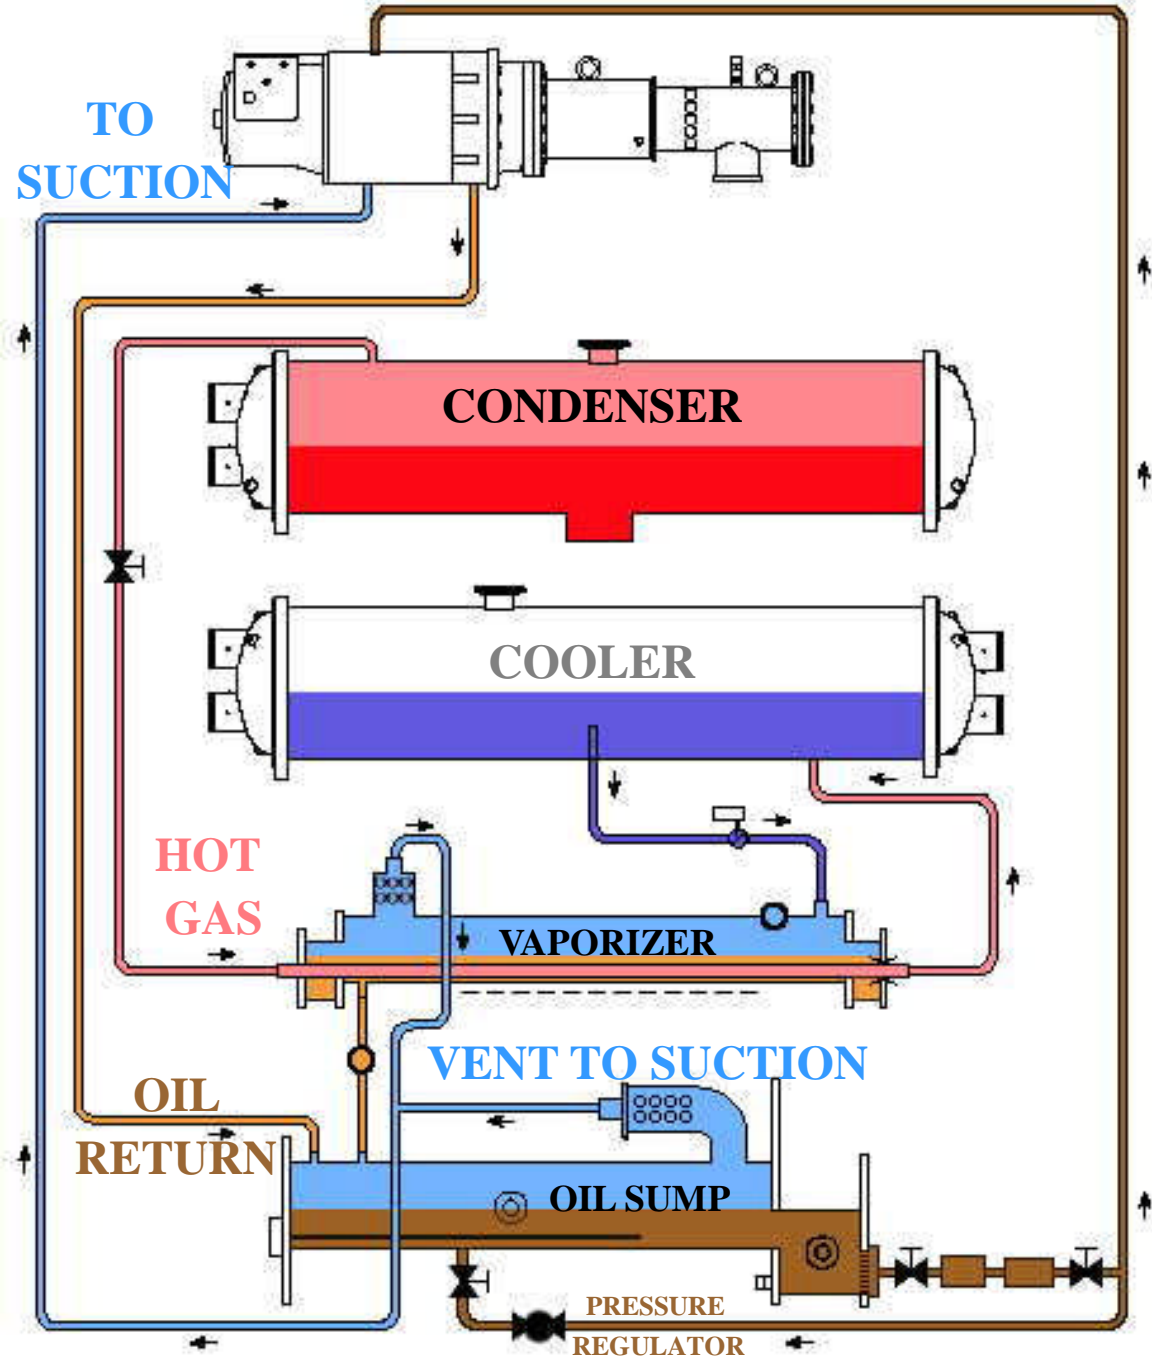 TO
SUCTION
CONDENSER
COOLER
HOT
GAS
VAPORIZER
VENT TO SUCTION
OIL
RETURN
OIL SUMP
PRESSURE
REGULATOR